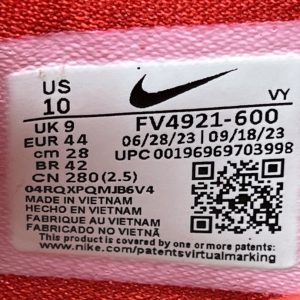 US
10
VY
UK 9
FV4921-600
EUR 44
06/28/23 09/18/23
cm 28
UPC 00196969703998
BR 42
CN 280 (2.5)
04RQXPQMJB6V4
MADE IN VIETNAM
HECHO EN VIETNAM
FABRIQUE AU VIETNAM
FABRICADO NO VIETNÃ
This product is covered by one or more patents:
www.nike.com/patentsvirtualmarking